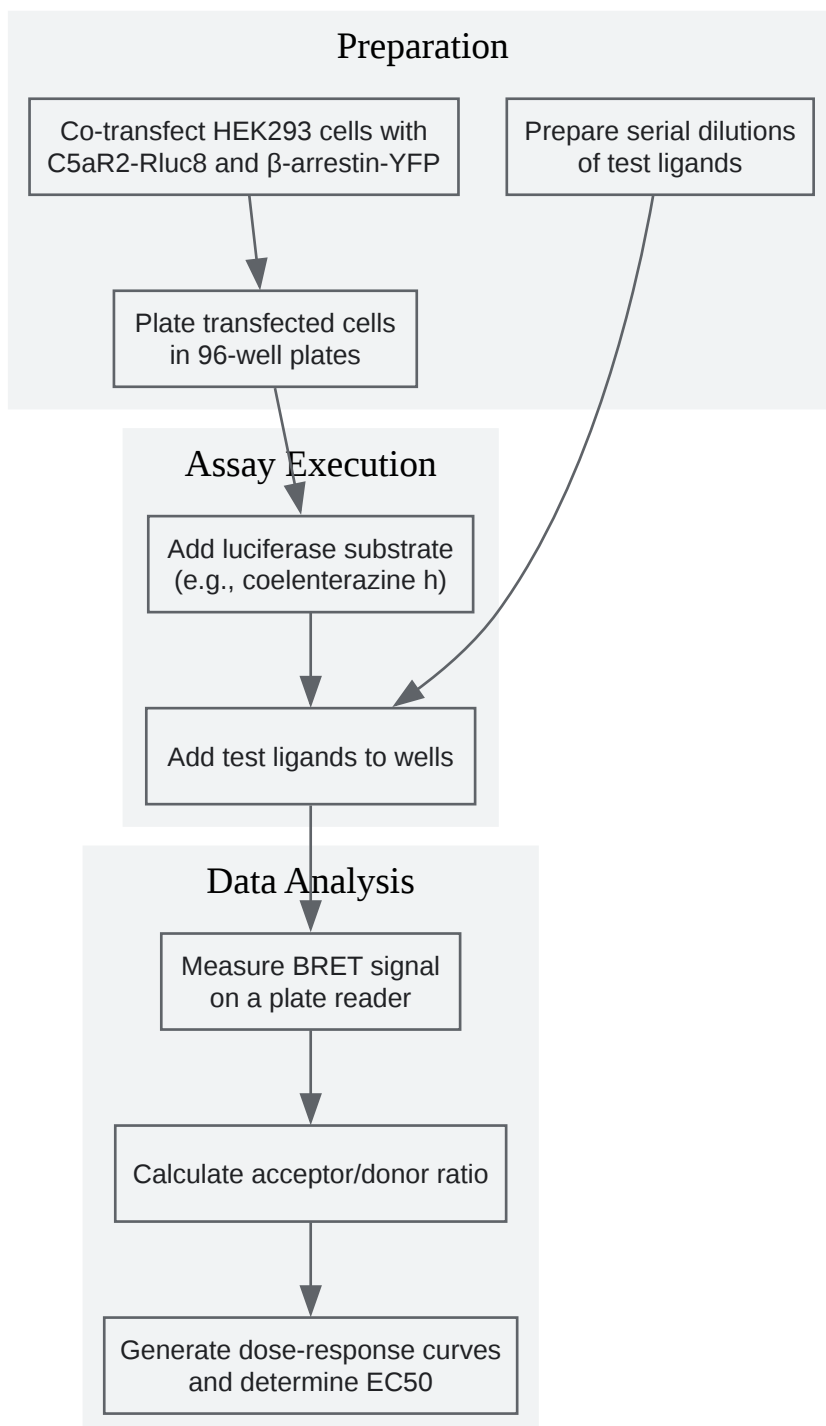 Preparation
Co-transfect HEK293 cells with
C5aR2-Rluc8 and β-arrestin-YFP
Prepare serial dilutions
of test ligands
Plate transfected cells
in 96-well plates
Assay Execution
Add luciferase substrate
(e.g., coelenterazine h)
Add test ligands to wells
Data Analysis
Measure BRET signal
on a plate reader
Calculate acceptor/donor ratio
Generate dose-response curves
and determine EC50